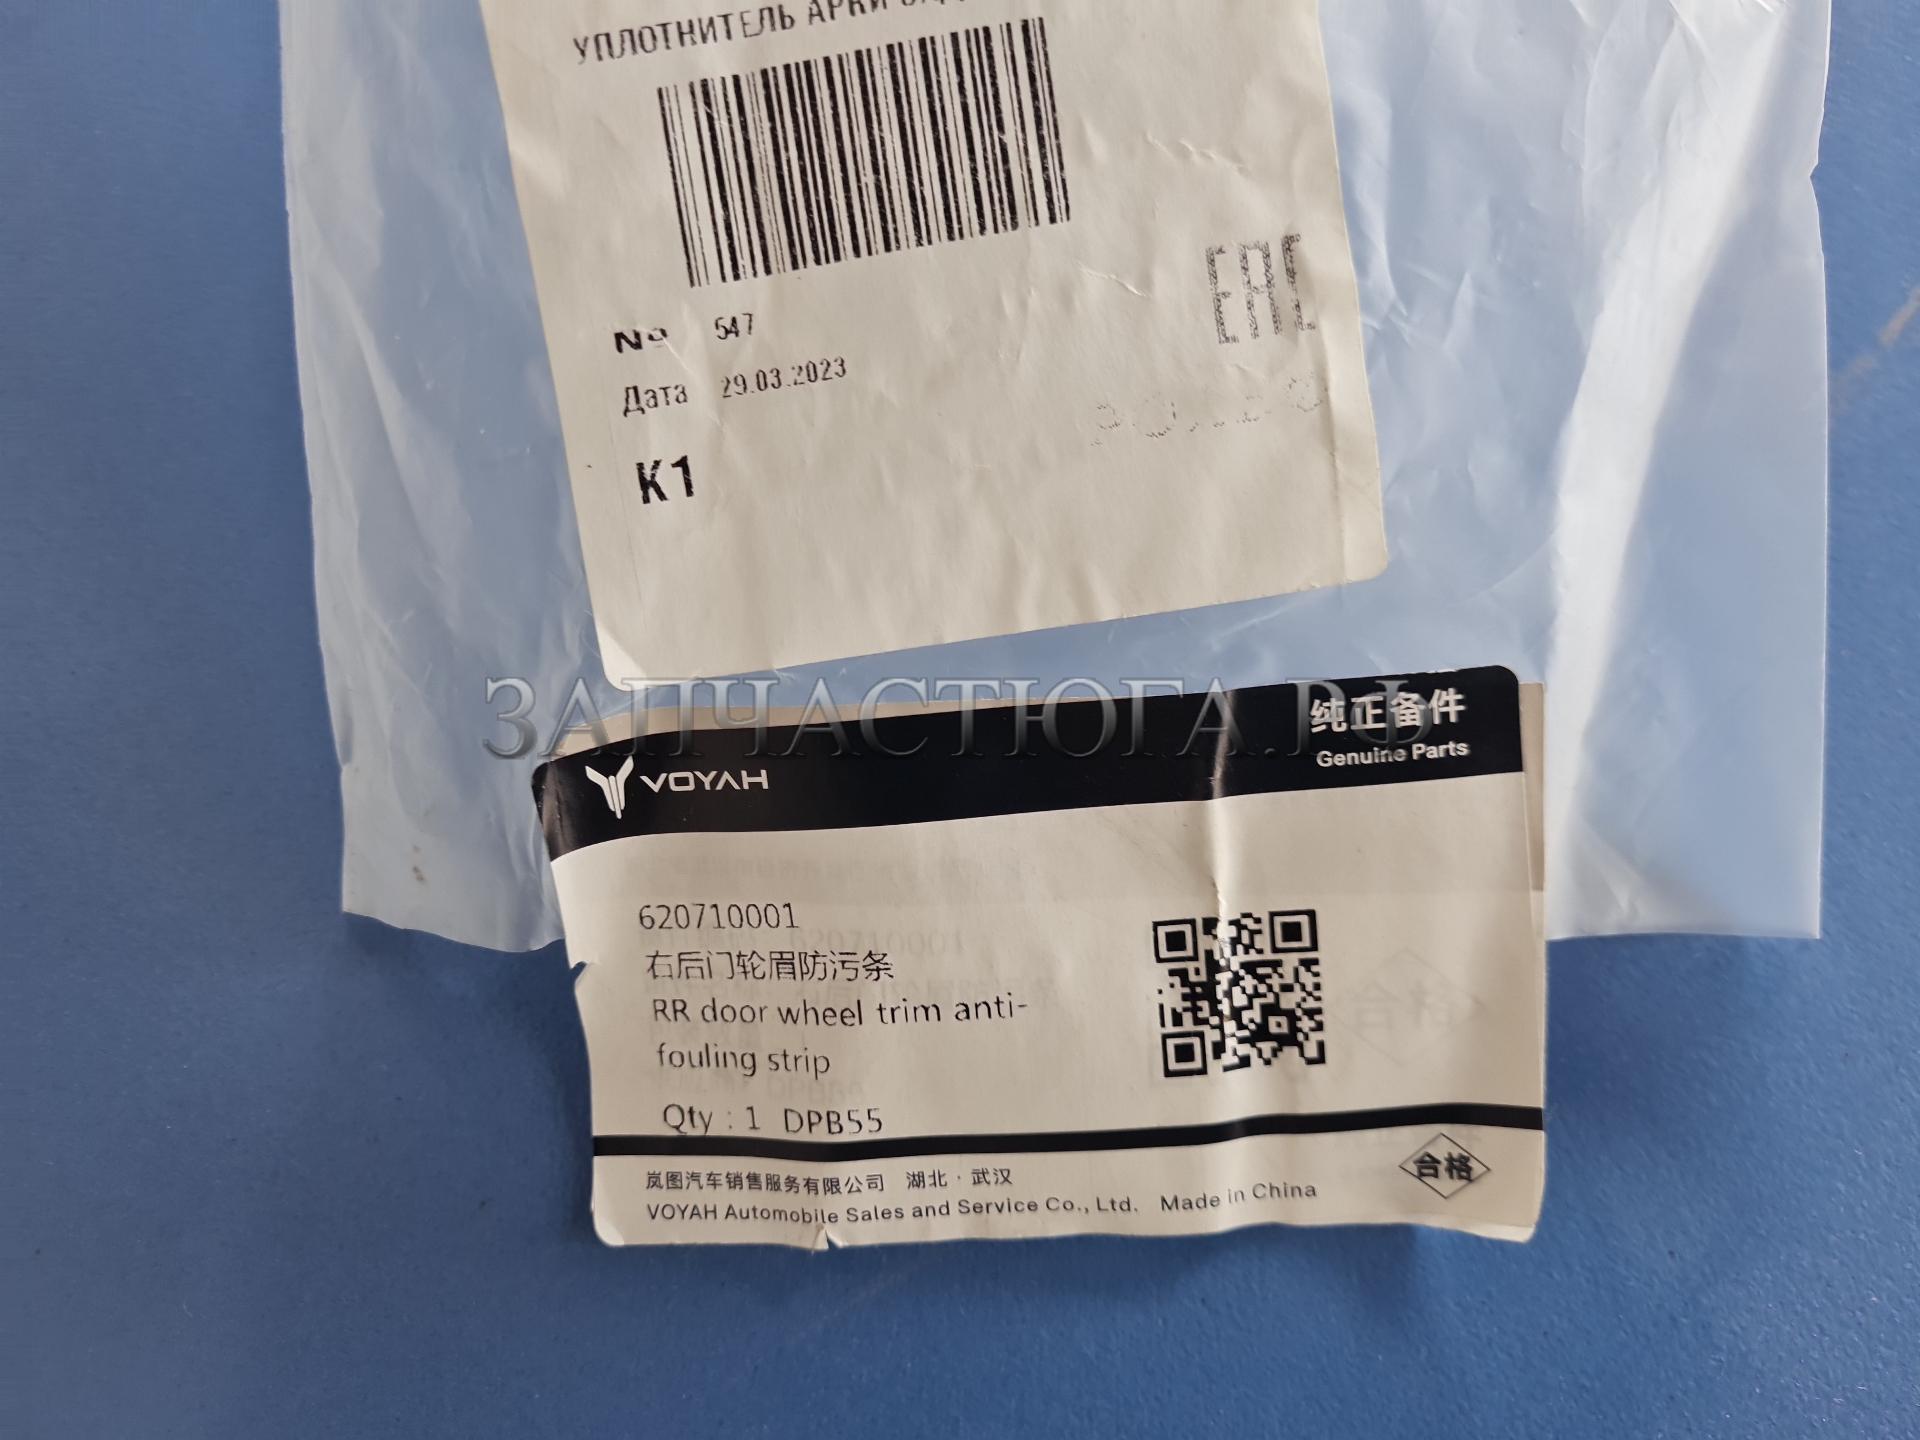 УПЛОТНИТЕЛЬ АРКИ
№ 547
Дата 29.03.2023
EAC
K1
ЗАПЧАСТЮГА.РФ
VOYAH
纯正备件
Genuine Parts
620710001
右后门轮眉防污条
RR door wheel trim anti-
fouling strip
Qty : 1 DPB55
合格
岚图汽车销售服务有限公司 湖北·武汉
VOYAH Automobile Sales and Service Co., Ltd. Made in China